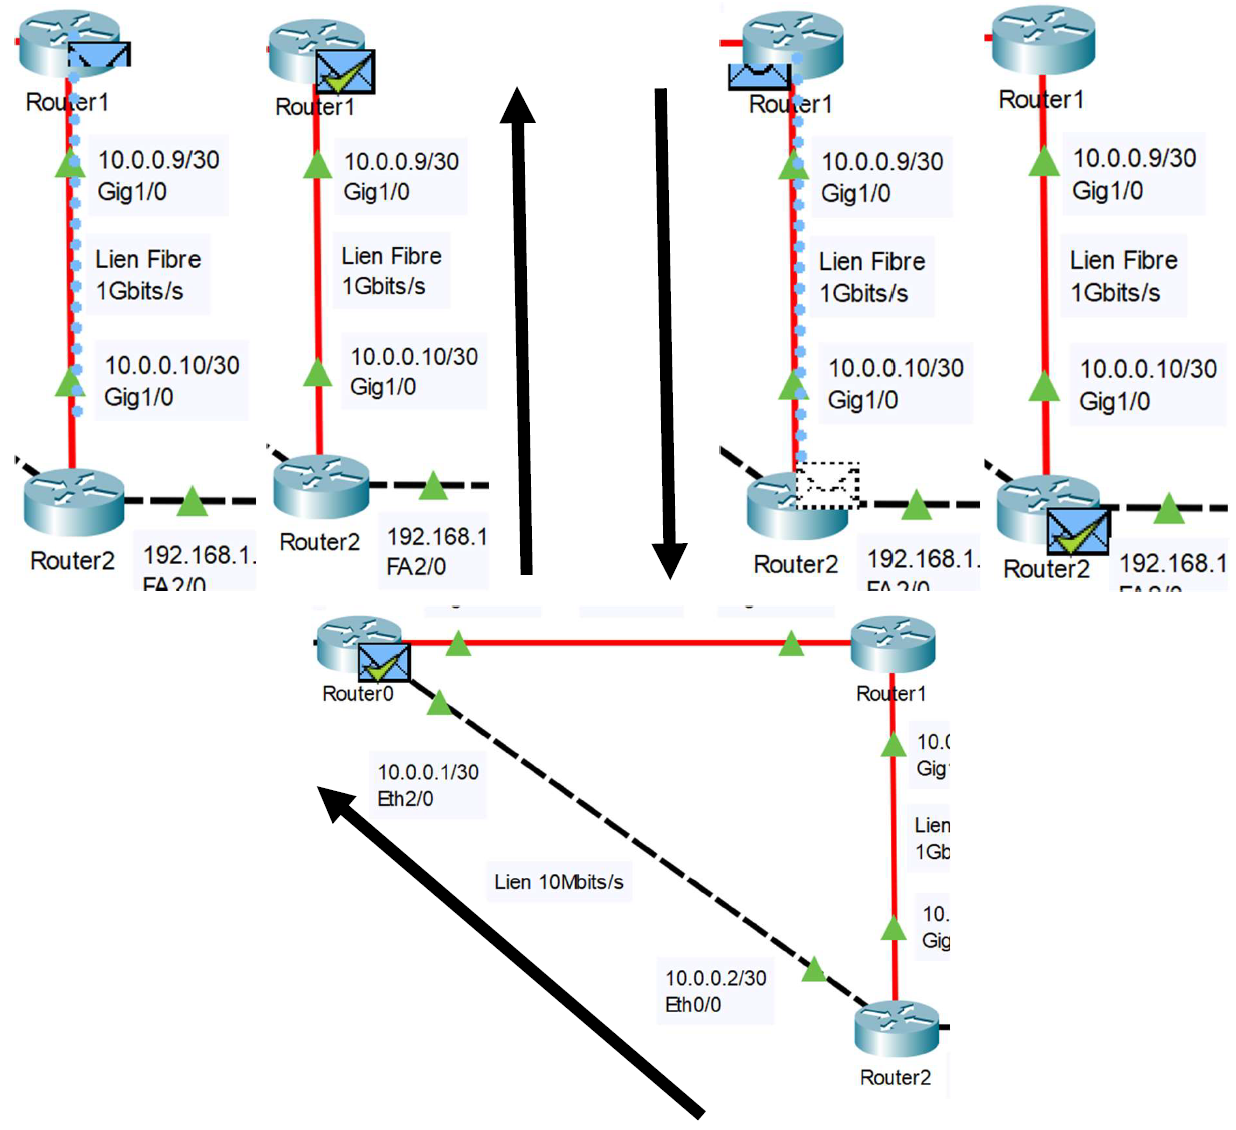 Router1
10.0.0.9/30
Gig1/0
Lien Fibre
1Gbits/s
10.0.0.10/30
Gig1/0
Router2
192.168.1.
FA2/0
Router1
10.0.0.9/30
Gig1/0
Lien Fibre
1Gbits/s
10.0.0.10/30
Gig1/0
Router2
192.168.1
FA2/0
Router1
10.0.0.9/30
Gig1/0
Lien Fibre
1Gbits/s
10.0.0.10/30
Gig1/0
Router2
192.168.1.
FA2/0
Router1
10.0.0.9/30
Gig1/0
Lien Fibre
1Gbits/s
10.0.0.10/30
Gig1/0
Router2
192.168.1
Router0
Router1
10.0.0.1/30
Eth2/0
Lien 10Mbits/s
10.0.0.2/30
Eth0/0
10.0
Gig
Lien
1Gb
10.
Gig
Router2